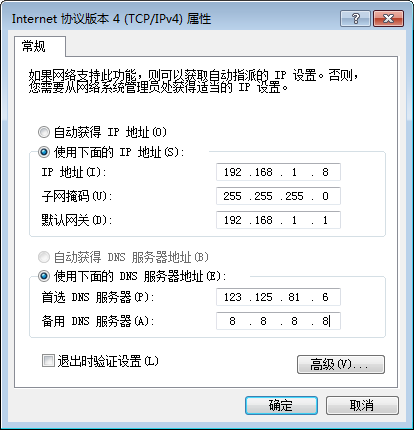 Internet 协议版本 4 (TCP/IPv4) 属性
常规
如果网络支持此功能，则可以获取自动指派的 IP 设置。否则，
您需要从网络系统管理员处获得适当的 IP 设置。
自动获得 IP 地址(O)
使用下面的 IP 地址(S):
IP 地址(I): 192 .168 . 1 . 8
子网掩码(U): 255 .255 .255 . 0
默认网关(D): 192 .168 . 1 . 1
自动获得 DNS 服务器地址(B)
使用下面的 DNS 服务器地址(E):
首选 DNS 服务器(P): 123 .125 . 81 . 6
备用 DNS 服务器(A): 8 . 8 . 8 . 8
退出时验证设置(L)
高级(V)...
确定 取消